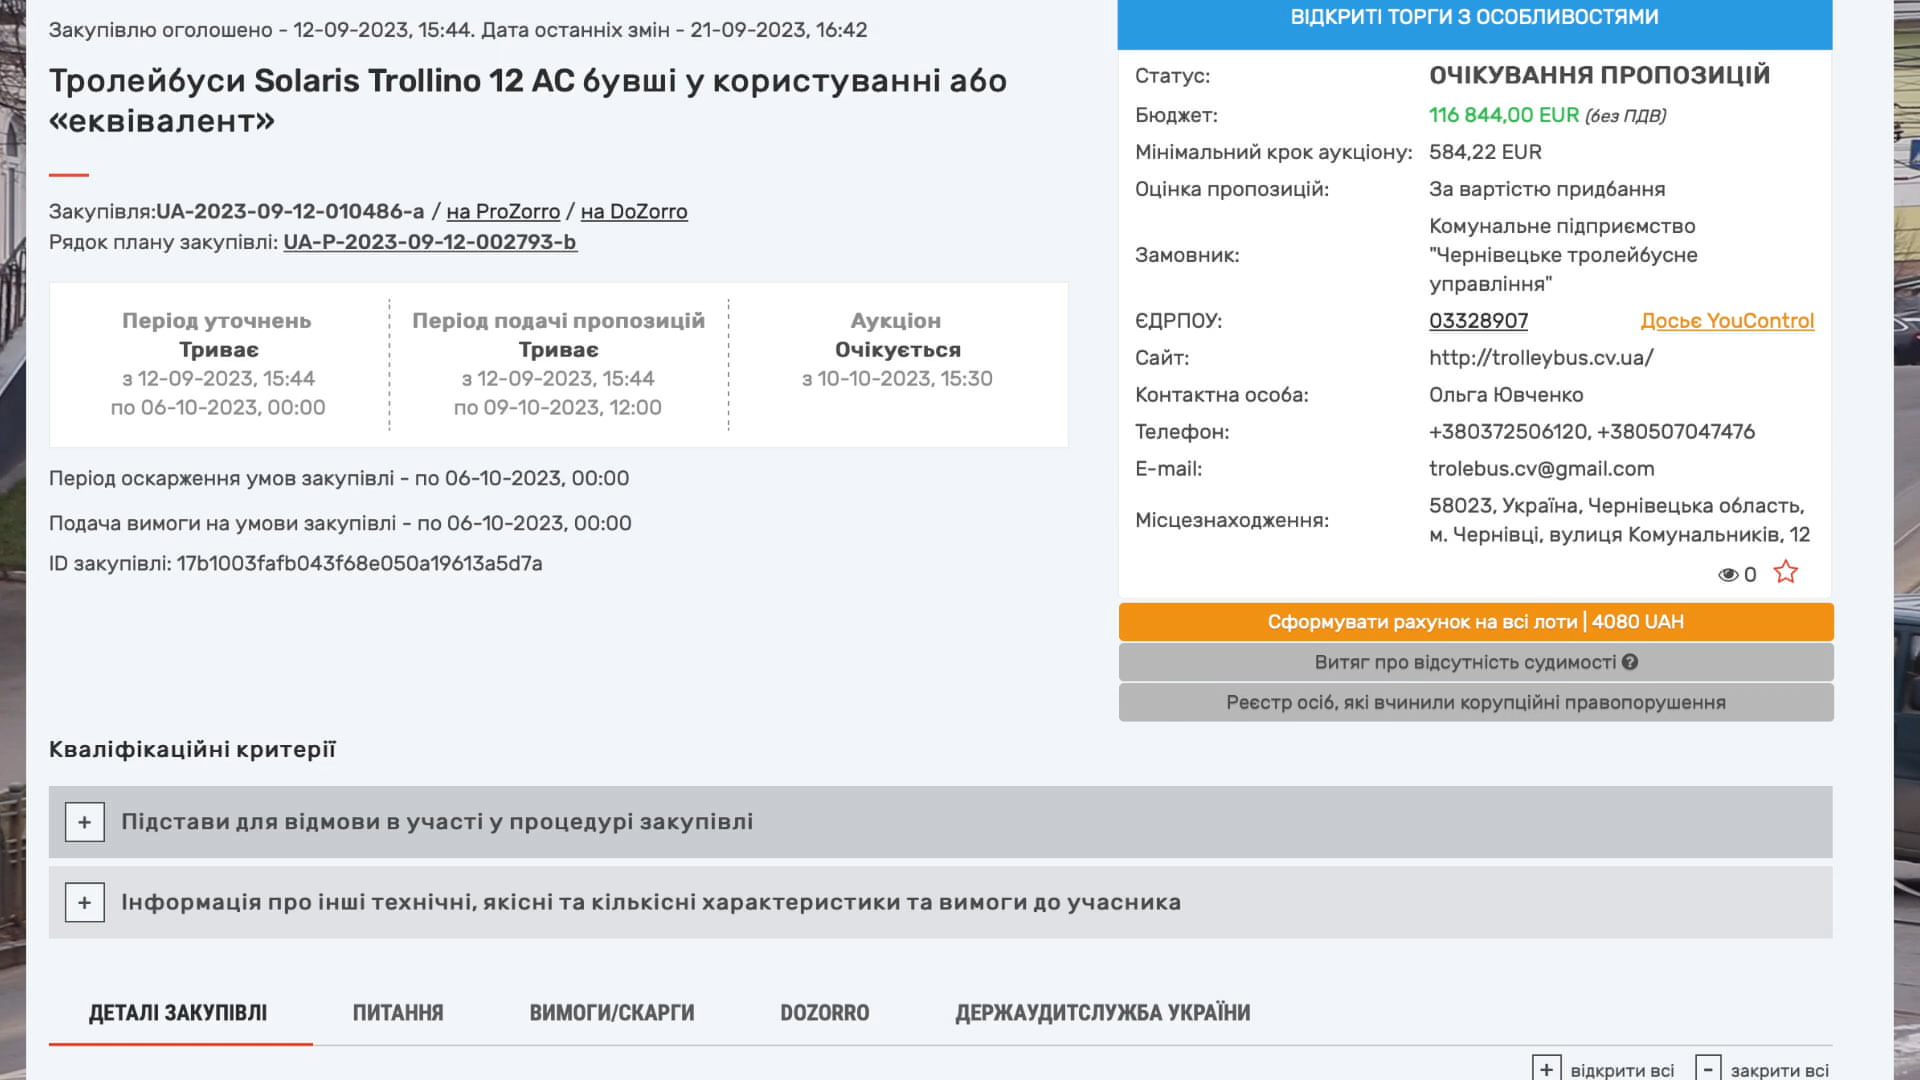 Закупівлю оголошено - 12-09-2023, 15:44. Дата останніх змін - 21-09-2023, 16:42
Тролейбуси Solaris Trollino 12 AC бувші у користуванні або
«еквівалент»
Закупівля:UA-2023-09-12-010486-a / на ProZorro / на DoZorro
Рядок плану закупівлі: UA-P-2023-09-12-002793-b
Період уточнень
Триває
з 12-09-2023, 15:44
по 06-10-2023, 00:00
Період подачі пропозицій
Триває
з 12-09-2023, 15:44
по 09-10-2023, 12:00
Аукціон
Очікується
з 10-10-2023, 15:30
Період оскарження умов закупівлі - по 06-10-2023, 00:00
Подача вимоги на умови закупівлі - по 06-10-2023, 00:00
ID закупівлі: 17b1003fafb043f68e050a19613a5d7a
ВІДКРИТІ ТОРГИ З ОСОБЛИВОСТЯМИ
Статус: ОЧІКУВАННЯ ПРОПОЗИЦІЙ
Бюджет: 116 844,00 EUR (без ПДВ)
Мінімальний крок аукціону: 584,22 EUR
Оцінка пропозицій: За вартістю придбання
Замовник: Комунальне підприємство
"Чернівецьке тролейбусне
управління"
ЄДРПОУ: 03328907 Досьє YouControl
Сайт: http://trolleybus.cv.ua/
Контактна особа: Ольга Ювченко
Телефон: +380372506120, +380507047476
E-mail: trolebus.cv@gmail.com
Місцезнаходження: 58023, Україна, Чернівецька область,
м. Чернівці, вулиця Комунальників, 12
0
Сформувати рахунок на всі лоти | 4080 UAH
Витяг про відсутність судимості ?
Реєстр осіб, які вчинили корупційні правопорушення
Кваліфікаційні критерії
+ Підстави для відмови в участі у процедурі закупівлі
+ Інформація про інші технічні, якісні та кількісні характеристики та вимоги до учасника
ДЕТАЛІ ЗАКУПІВЛІ ПИТАННЯ ВИМОГИ/СКАРГИ DOZORRO ДЕРЖАУДИТСЛУЖБА УКРАЇНИ
+ відкрити всі - закрити всі